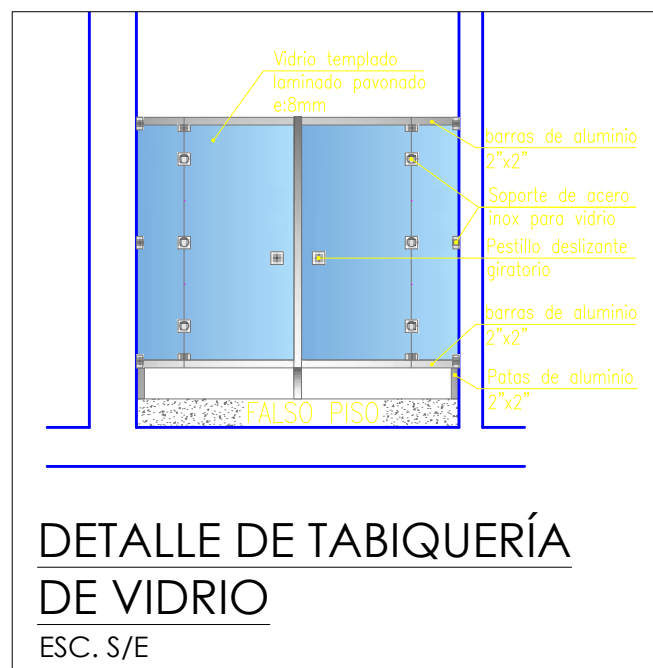 Vidrio templado
laminado pavonado
e:8mm
barras de aluminio
2"x2"
Soporte de acero
inox para vidrio
Pestillo deslizante
giratorio
barras de aluminio
2"x2"
Patas de aluminio
2"x2"
FALSO PISO
DETALLE DE TABIQUERÍA
DE VIDRIO
ESC. S/E